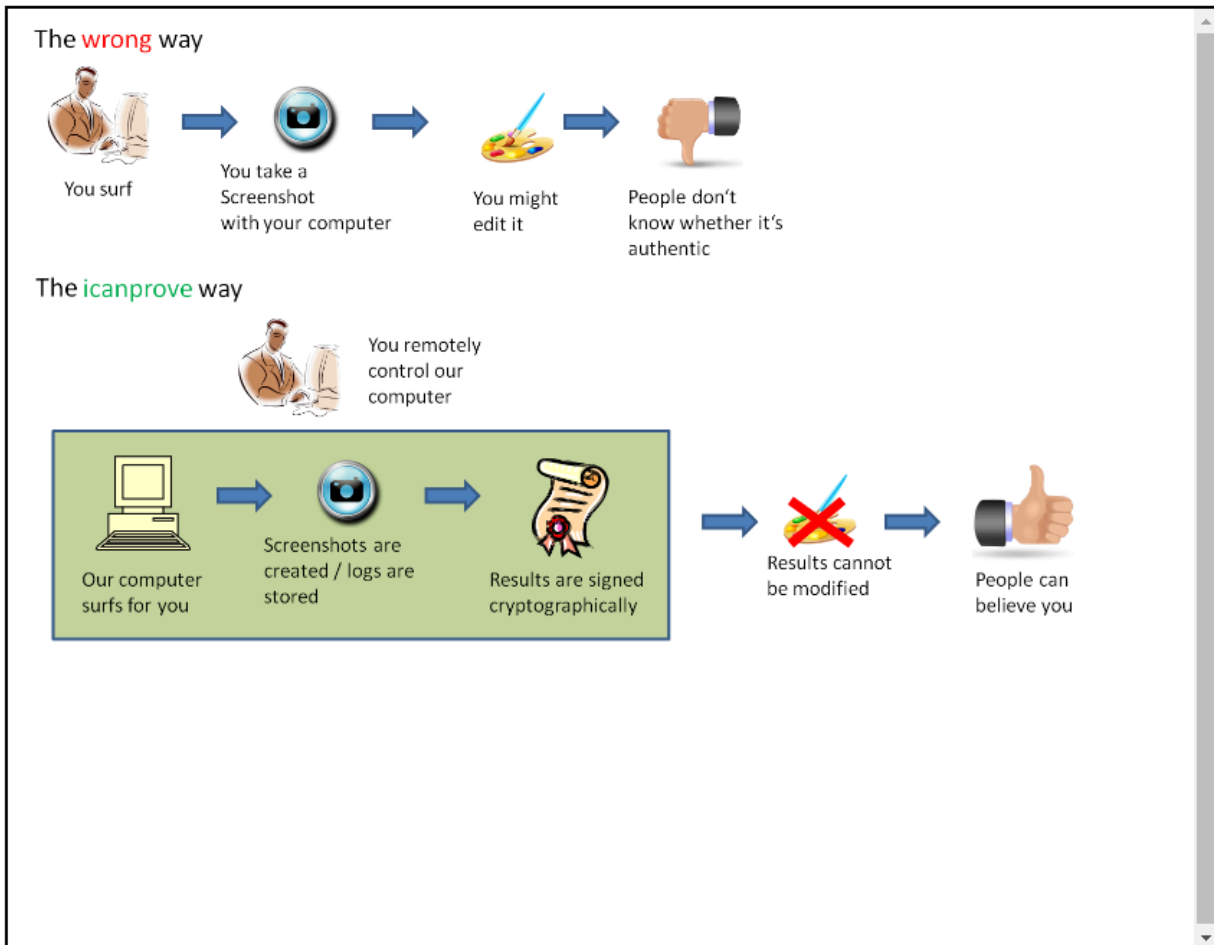 The wrong way
You surf
You take a
Screenshot
with your computer
You might
edit it
People don‘t
know whether it‘s
authentic
The icanprove way
You remotely
control our
computer
Our computer
surfs for you
Screenshots are
created / logs are
stored
Results are signed
cryptographically
Results cannot
be modified
People can
believe you